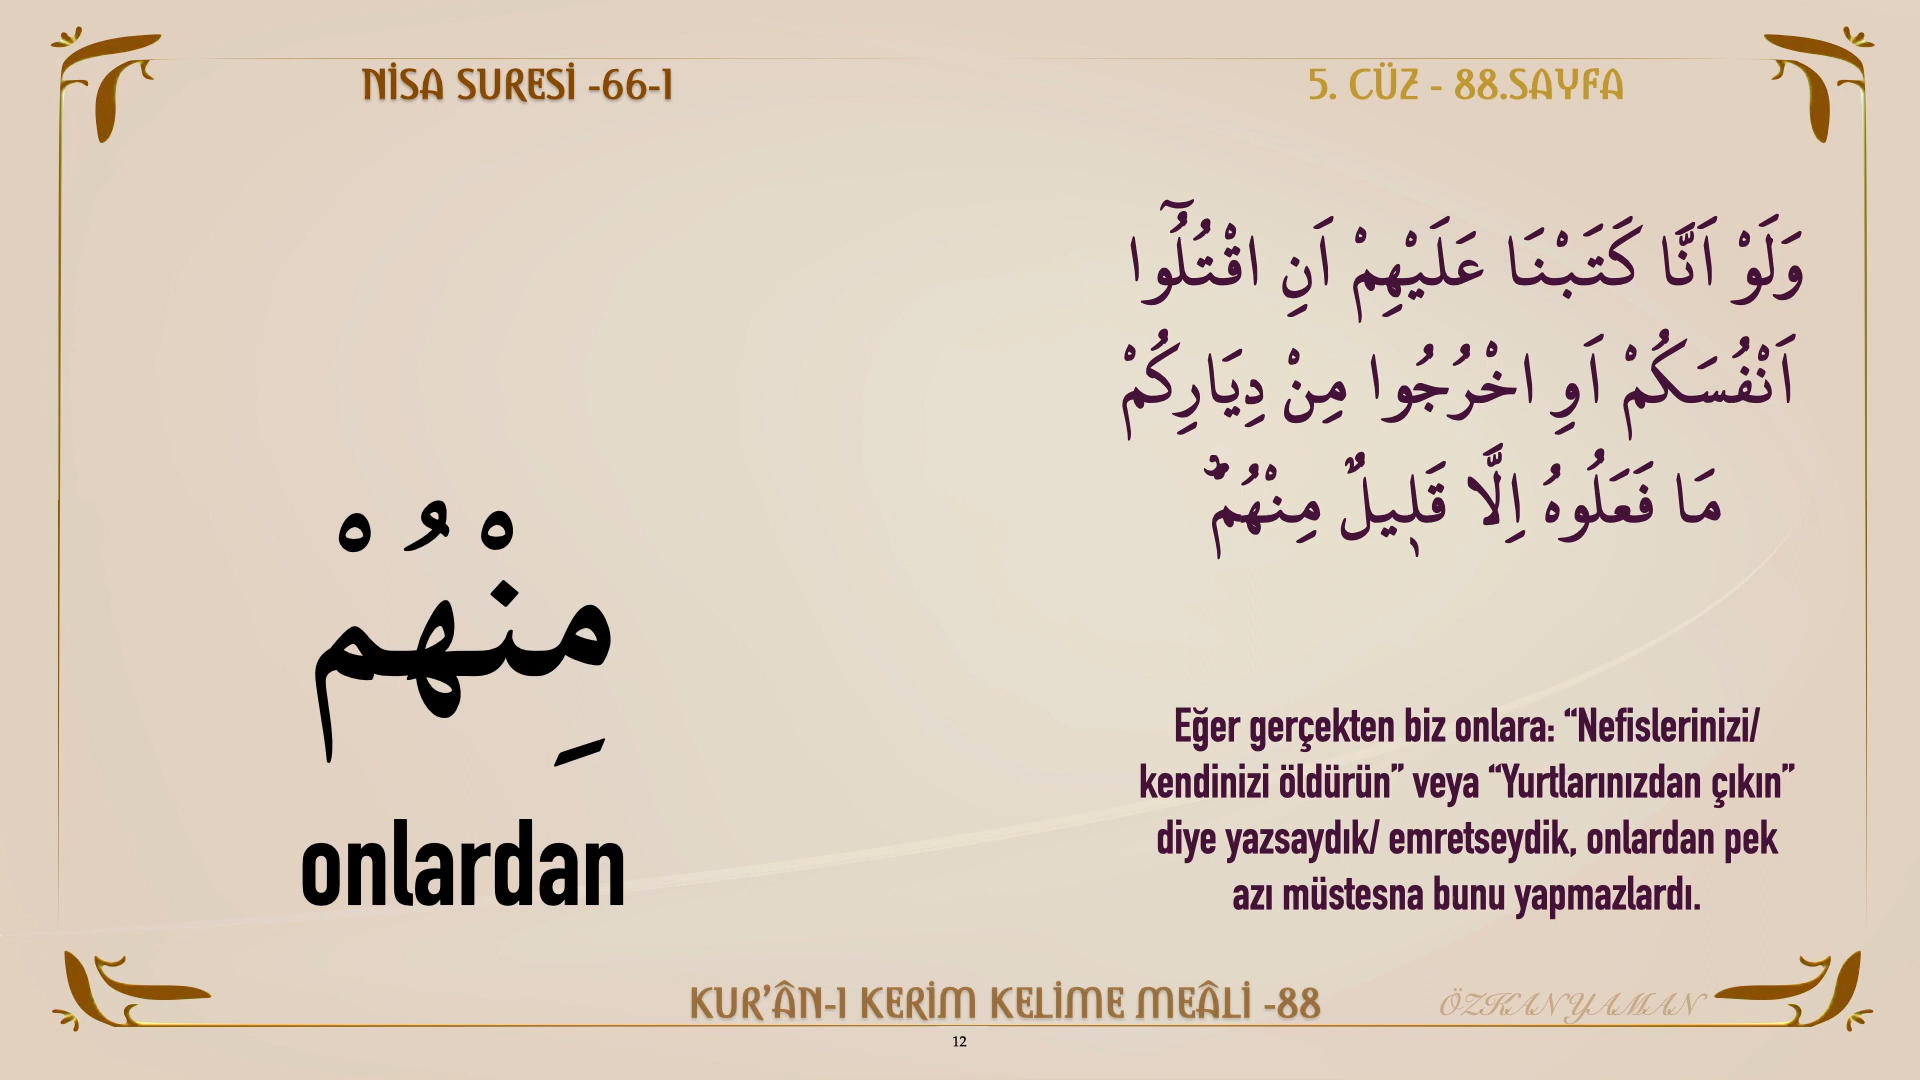 NİSA SURESİ -66-I
5. CÜZ - 88.SAYFA
وَلَوْ اَنَّا كَتَبْنَا عَلَيْهِمْ اَنِ اقْتُلُٓوا
اَنْفُسَكُمْ اَوِ اخْرُجُوا مِنْ دِيَارِكُمْ
مَا فَعَلُوهُ اِلَّا قَل۪يلٌ مِنْهُمْۜ
مِنْهُمْ
onlardan
Eğer gerçekten biz onlara: “Nefislerinizi/
kendinizi öldürün” veya “Yurtlarınızdan çıkın”
diye yazsaydık/ emretseydik, onlardan pek
azı müstesna bunu yapmazlardı.
KUR’ÂN-I KERİM KELİME MEÂLİ -88
ÖZKAN YAMAN
12